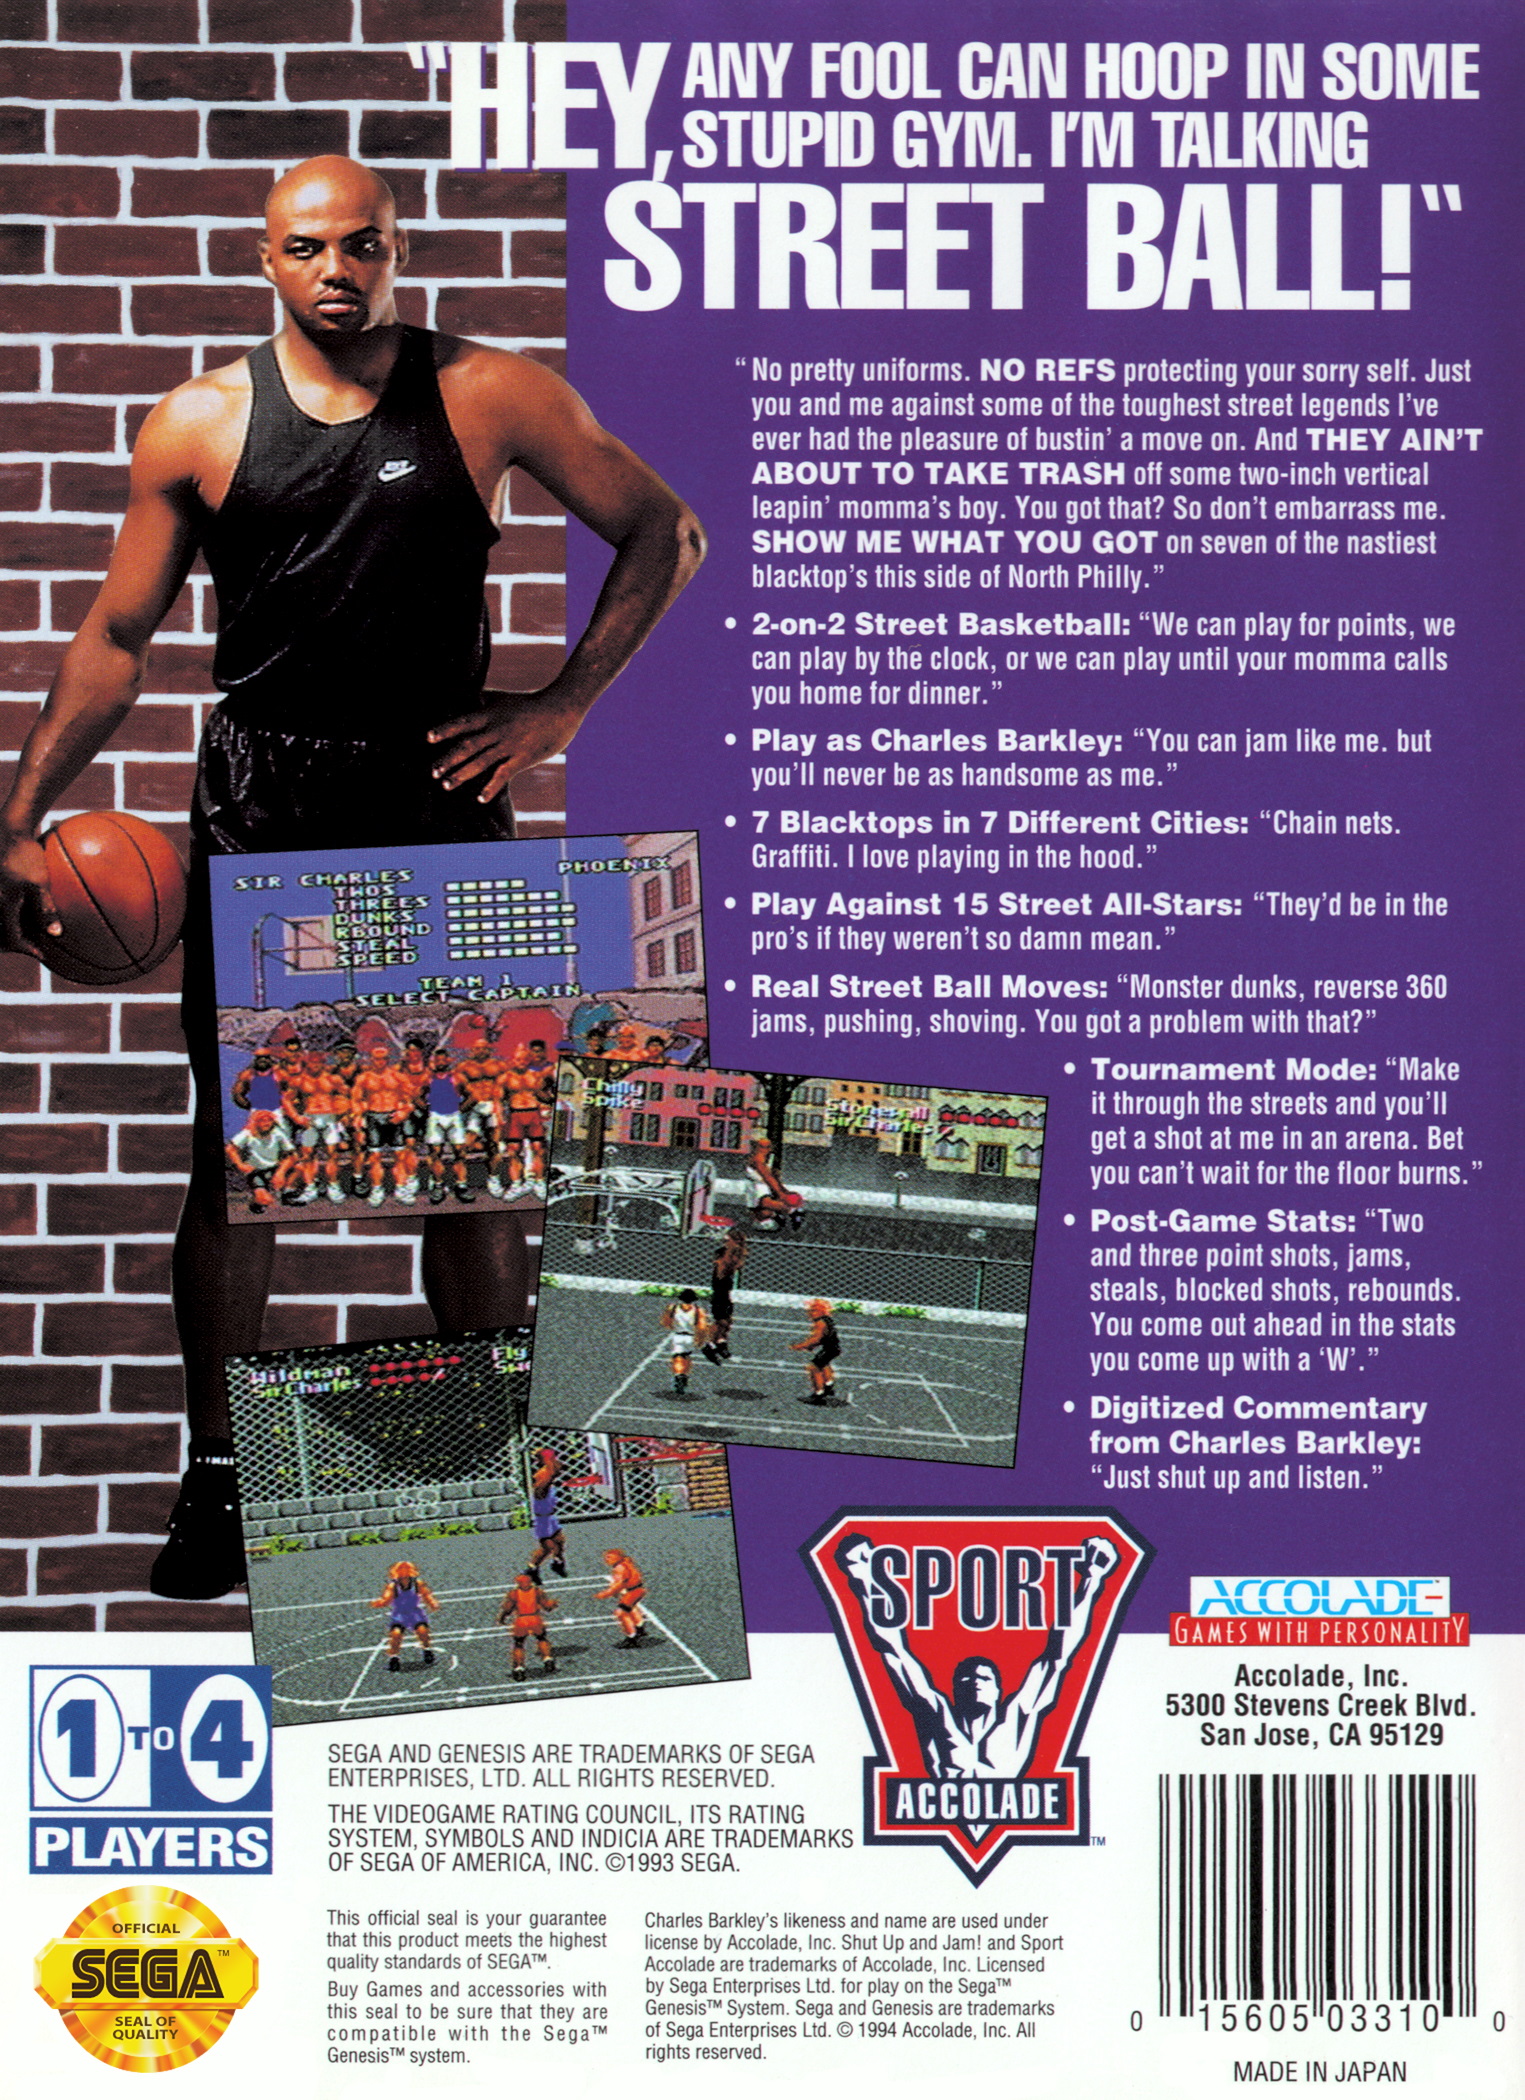 “HEY, ANY FOOL CAN HOOP IN SOME
STUPID GYM. I'M TALKING
STREET BALL!“
“No pretty uniforms. NO REFS protecting your sorry self. Just
you and me against some of the toughest street legends I've
ever had the pleasure of bustin' a move on. And THEY AIN'T
ABOUT TO TAKE TRASH off some two-inch vertical
leapin' momma's boy. You got that? So don't embarrass me.
SHOW ME WHAT YOU GOT on seven of the nastiest
blacktop's this side of North Philly.”
• 2-on-2 Street Basketball: “We can play for points, we
can play by the clock, or we can play until your momma calls
you home for dinner.”
• Play as Charles Barkley: “You can jam like me. but
you'll never be as handsome as me.”
• 7 Blacktops in 7 Different Cities: “Chain nets.
Graffiti. I love playing in the hood.”
• Play Against 15 Street All-Stars: “They'd be in the
pro's if they weren't so damn mean.”
• Real Street Ball Moves: “Monster dunks, reverse 360
jams, pushing, shoving. You got a problem with that?”
• Tournament Mode: “Make
it through the streets and you'll
get a shot at me in an arena. Bet
you can't wait for the floor burns.”
• Post-Game Stats: “Two
and three point shots, jams,
steals, blocked shots, rebounds.
You come out ahead in the stats
you come up with a ‘W’.”
• Digitized Commentary
from Charles Barkley:
“Just shut up and listen.”
SIR CHARLES PHOENIX
TWOS
THREES
DUNKS
RBOUND
STEAL
SPEED
TEAM 1
SELECT CAPTAIN
Chilly
Spike
Stonewall
Sir Charles
Wildman
Sir Charles
Fly
SPORT
ACCOLADE
TM
ACCOLADE
GAMES WITH PERSONALITY
Accolade, Inc.
5300 Stevens Creek Blvd.
San Jose, CA 95129
1 TO 4
PLAYERS
SEGA AND GENESIS ARE TRADEMARKS OF SEGA
ENTERPRISES, LTD. ALL RIGHTS RESERVED.
THE VIDEOGAME RATING COUNCIL, ITS RATING
SYSTEM, SYMBOLS AND INDICIA ARE TRADEMARKS
OF SEGA OF AMERICA, INC. ©1993 SEGA.
OFFICIAL
SEGA™
SEAL OF
QUALITY
This official seal is your guarantee
that this product meets the highest
quality standards of SEGA™.
Buy Games and accessories with
this seal to be sure that they are
compatible with the Sega™
Genesis™ system.
Charles Barkley's likeness and name are used under
license by Accolade, Inc. Shut Up and Jam! and Sport
Accolade are trademarks of Accolade, Inc. Licensed
by Sega Enterprises Ltd. for play on the Sega™
Genesis™ System. Sega and Genesis are trademarks
of Sega Enterprises Ltd. © 1994 Accolade, Inc. All
rights reserved.
0 15605 03310 0
MADE IN JAPAN